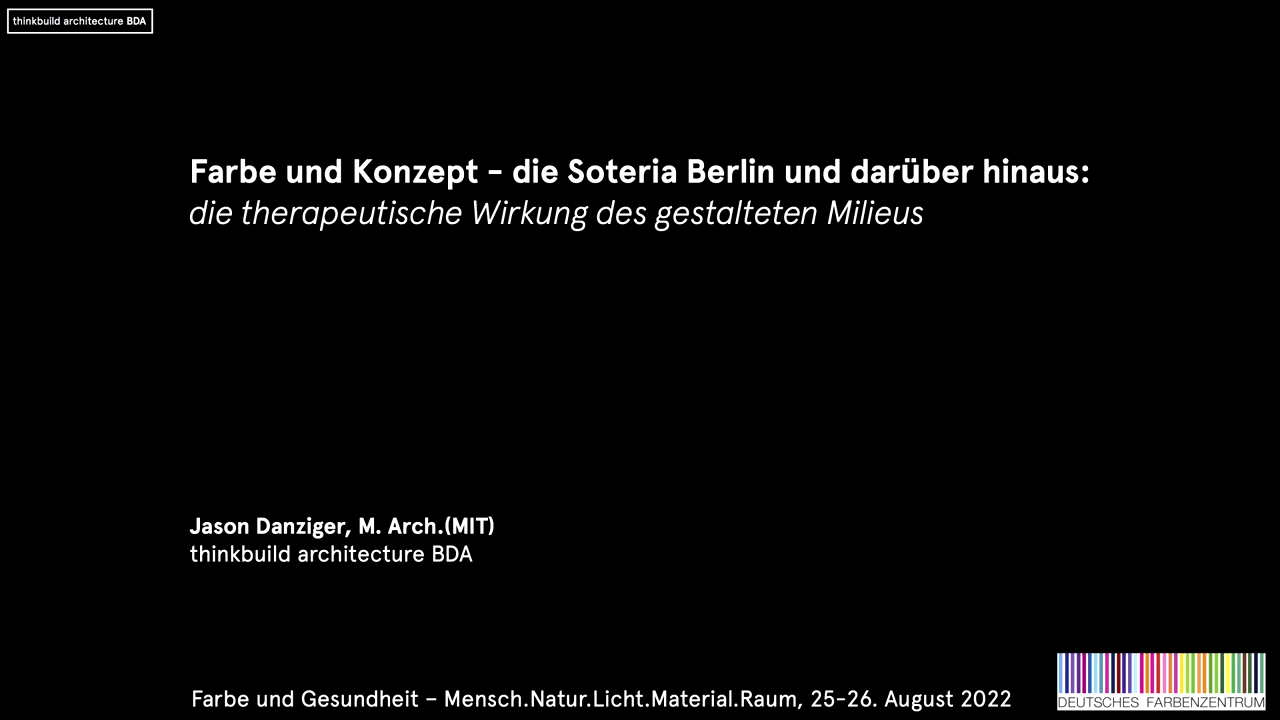 thinkbuild architecture BDA
Farbe und Konzept - die Soteria Berlin und darüber hinaus:
die therapeutische Wirkung des gestalteten Milieus
Jason Danziger, M. Arch.(MIT)
thinkbuild architecture BDA
Farbe und Gesundheit – Mensch.Natur.Licht.Material.Raum, 25-26. August 2022
DEUTSCHES FARBENZENTRUM